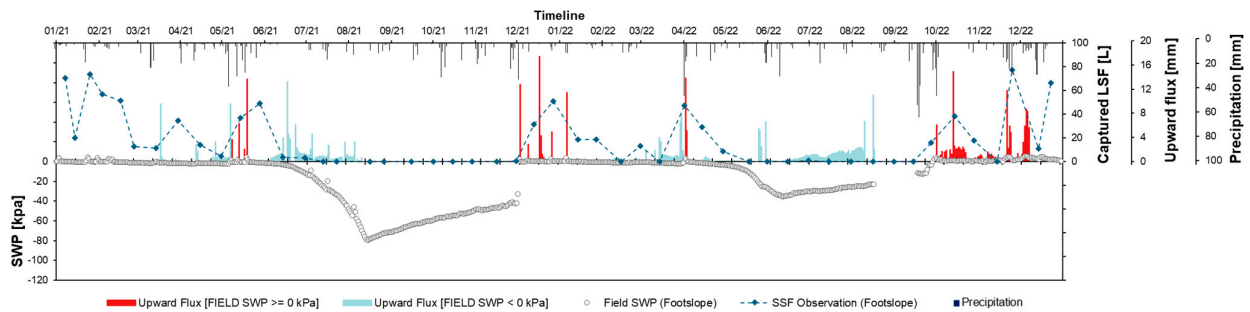 Timeline
01/21 02/21 03/21 04/21 05/21 06/21 07/21 08/21 09/21 10/21 11/21 12/21 01/22 02/22 03/22 04/22 05/22 06/22 07/22 08/22 09/22 10/22 11/22 12/22
100 80 60 40 20 0
Captured LSF [L]
20 16 12 8 4 0
Upward flux [mm]
0 20 40 60 80 100
Precipitation [mm]
0
-20
-40
-60
-80
-100
-120
SWP [kpa]
Upward Flux [FIELD SWP >= 0 kPa] Upward Flux [FIELD SWP < 0 kPa] Field SWP (Footslope) SSF Observation (Footslope) Precipitation